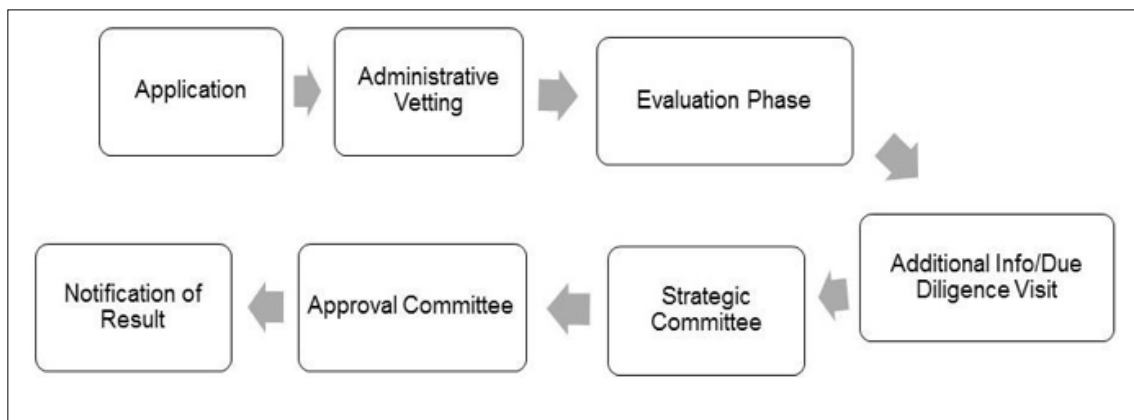 Application
Administrative
Vetting
Evaluation Phase
Additional Info/Due
Diligence Visit
Strategic
Committee
Approval Committee
Notification of
Result